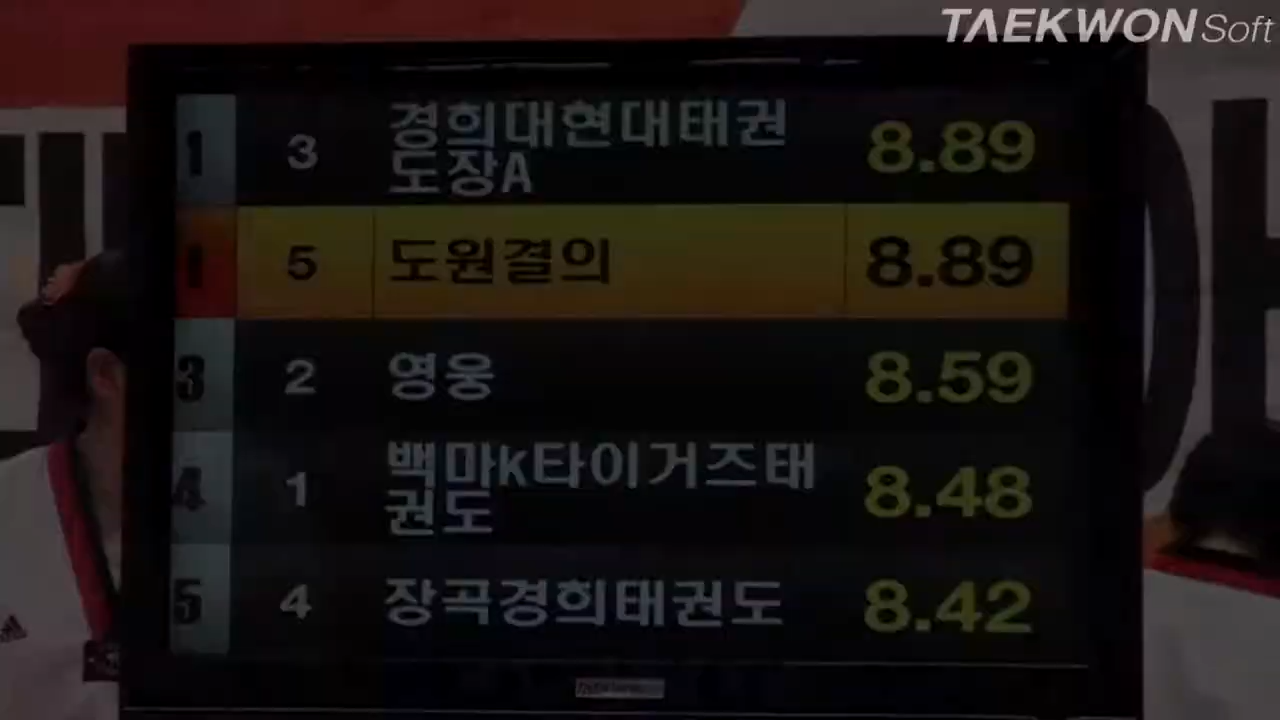 TAEKWON Soft
1 3 경희대현대태권
도장A 8.89
1 5 도원결의 8.89
3 2 영웅 8.59
4 1 백마K타이거즈태
권도 8.48
5 4 장곡경희태권도 8.42